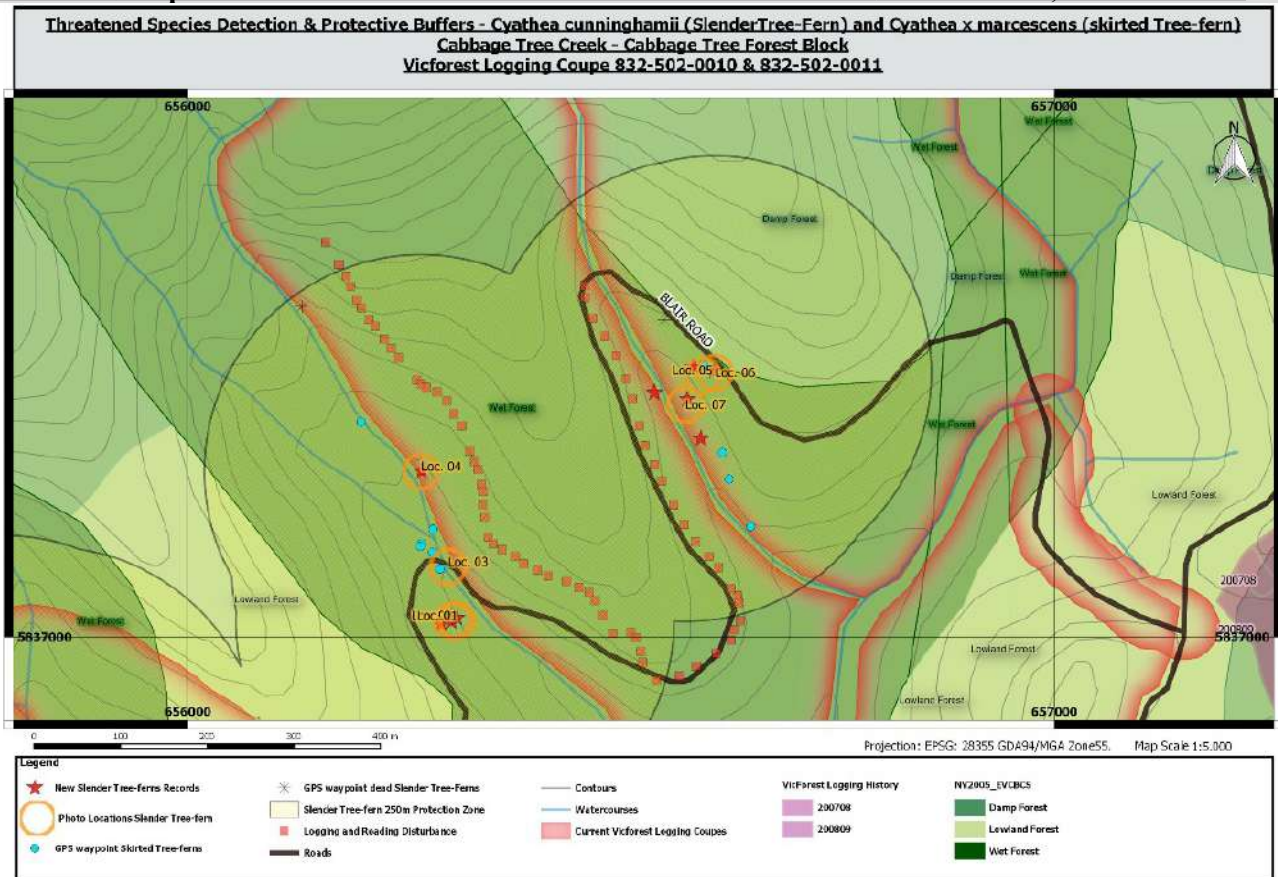 Threatened Species Detection & Protective Buffers - Cyathea cunninghamii (SlenderTree-Fern) and Cyathea x marcescens (skirted Tree-fern)
Cabbage Tree Creek - Cabbage Tree Forest Block
Vicforest Logging Coupe 832-502-0010 & 832-502-0011
656000
657000
Wet Forest
Wet Forest
N
Damp Forest
BLAIR ROAD
Damp Forest
Wet Forest
Loc. 05
Loc. 06
Loc. 07
Wet Forest
Wet Forest
Loc. 04
Lowland Forest
Loc. 03
200708
Lowland Forest
Wet Forest
200809
5837000
5837000
Lowland Forest
Lowland Forest
656000
657000
0 100 200 300 400 m
Projection: EPSG: 28355 GDA94/MGA Zone55. Map Scale 1:5.000
Legend
New Slender Tree-ferns Records
Photo Locations Slender Tree-fern
GPS waypoint Skirted Tree-ferns
GPS waypoint dead Slender Tree-Ferns
Slender Tree-fern 250m Protection Zone
Logging and Roading Disturbance
Roads
Contours
Watercourses
Current Vicforest Logging Coupes
VicForest Logging History
200708
200809
NV2005_EVCBCS
Damp Forest
Lowland Forest
Wet Forest